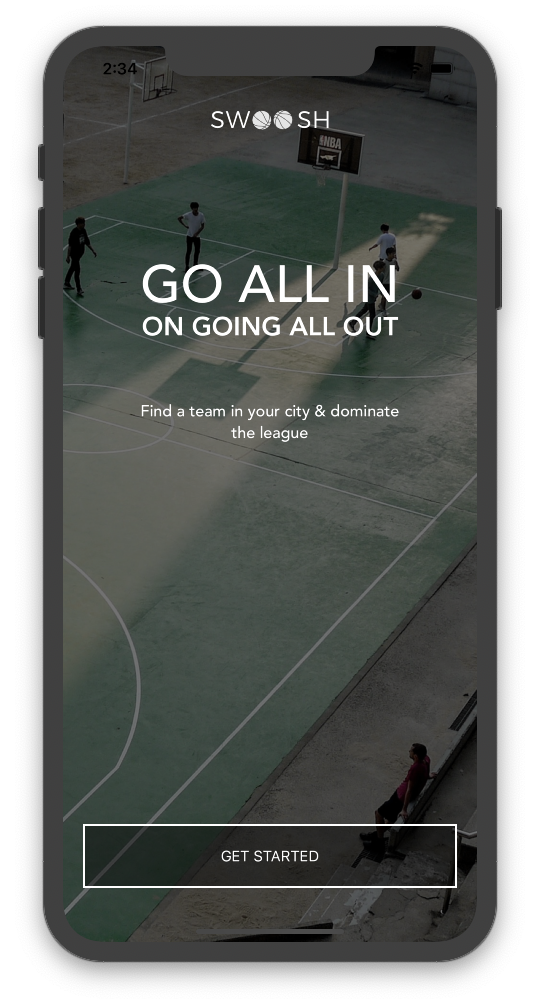 2:34
SWOOSH
NBA
GO ALL IN
ON GOING ALL OUT
Find a team in your city & dominate
the league
GET STARTED